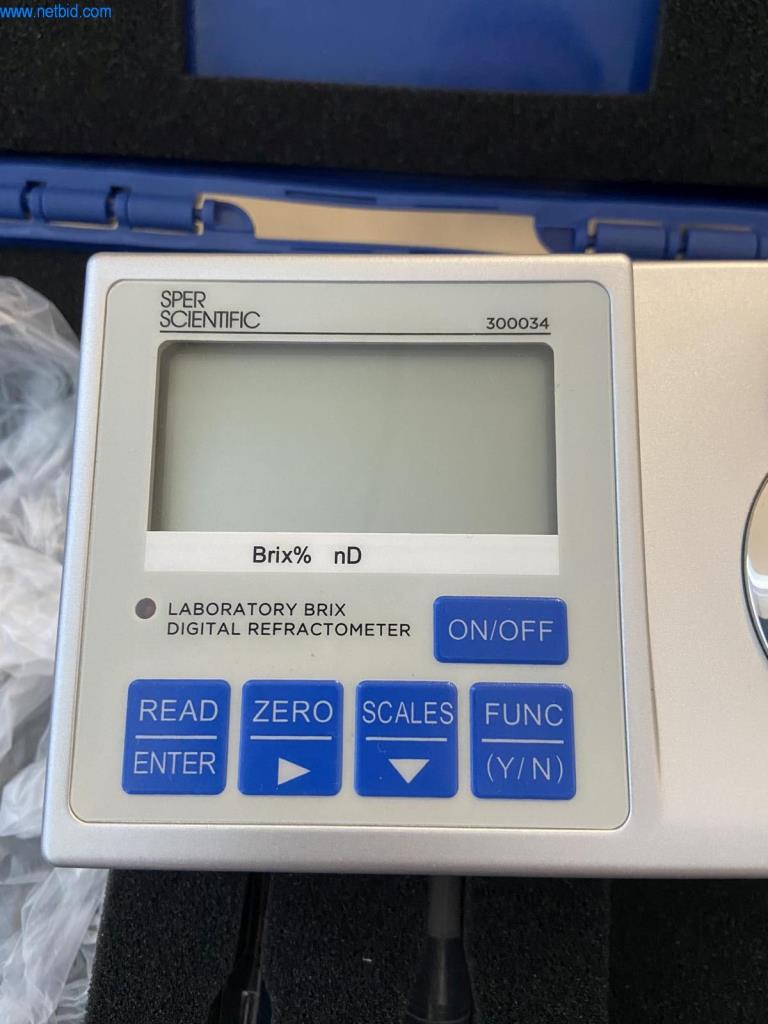 www.netbid.com
SPER
SCIENTIFIC
300034
Brix% nD
LABORATORY BRIX
DIGITAL REFRACTOMETER
ON/OFF
READ
ENTER
ZERO
SCALES
FUNC
(Y/N)